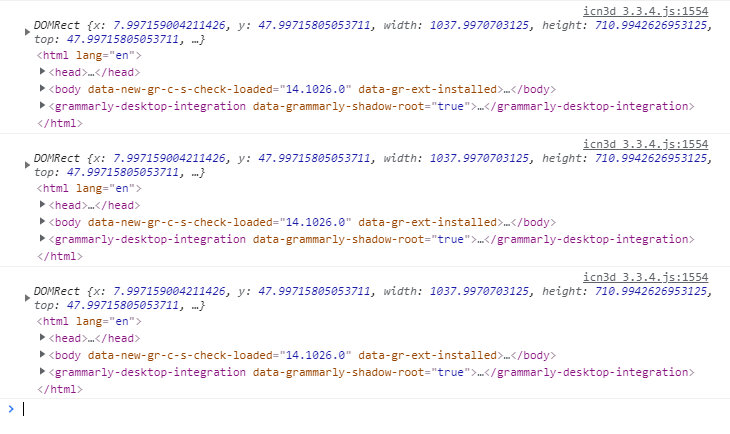 icn3d 3.3.4.js:1554
DOMRect {x: 7.997159004211426, y: 47.99715805053711, width: 1037.9970703125, height: 710.9942626953125,
top: 47.99715805053711, …}
<html lang="en">
<head>…</head>
<body data-new-gr-c-s-check-loaded="14.1026.0" data-gr-ext-installed>…</body>
<grammarly-desktop-integration data-grammarly-shadow-root="true">…</grammarly-desktop-integration>
</html>
icn3d 3.3.4.js:1554
DOMRect {x: 7.997159004211426, y: 47.99715805053711, width: 1037.9970703125, height: 710.9942626953125,
top: 47.99715805053711, …}
<html lang="en">
<head>…</head>
<body data-new-gr-c-s-check-loaded="14.1026.0" data-gr-ext-installed>…</body>
<grammarly-desktop-integration data-grammarly-shadow-root="true">…</grammarly-desktop-integration>
</html>
icn3d 3.3.4.js:1554
DOMRect {x: 7.997159004211426, y: 47.99715805053711, width: 1037.9970703125, height: 710.9942626953125,
top: 47.99715805053711, …}
<html lang="en">
<head>…</head>
<body data-new-gr-c-s-check-loaded="14.1026.0" data-gr-ext-installed>…</body>
<grammarly-desktop-integration data-grammarly-shadow-root="true">…</grammarly-desktop-integration>
</html>